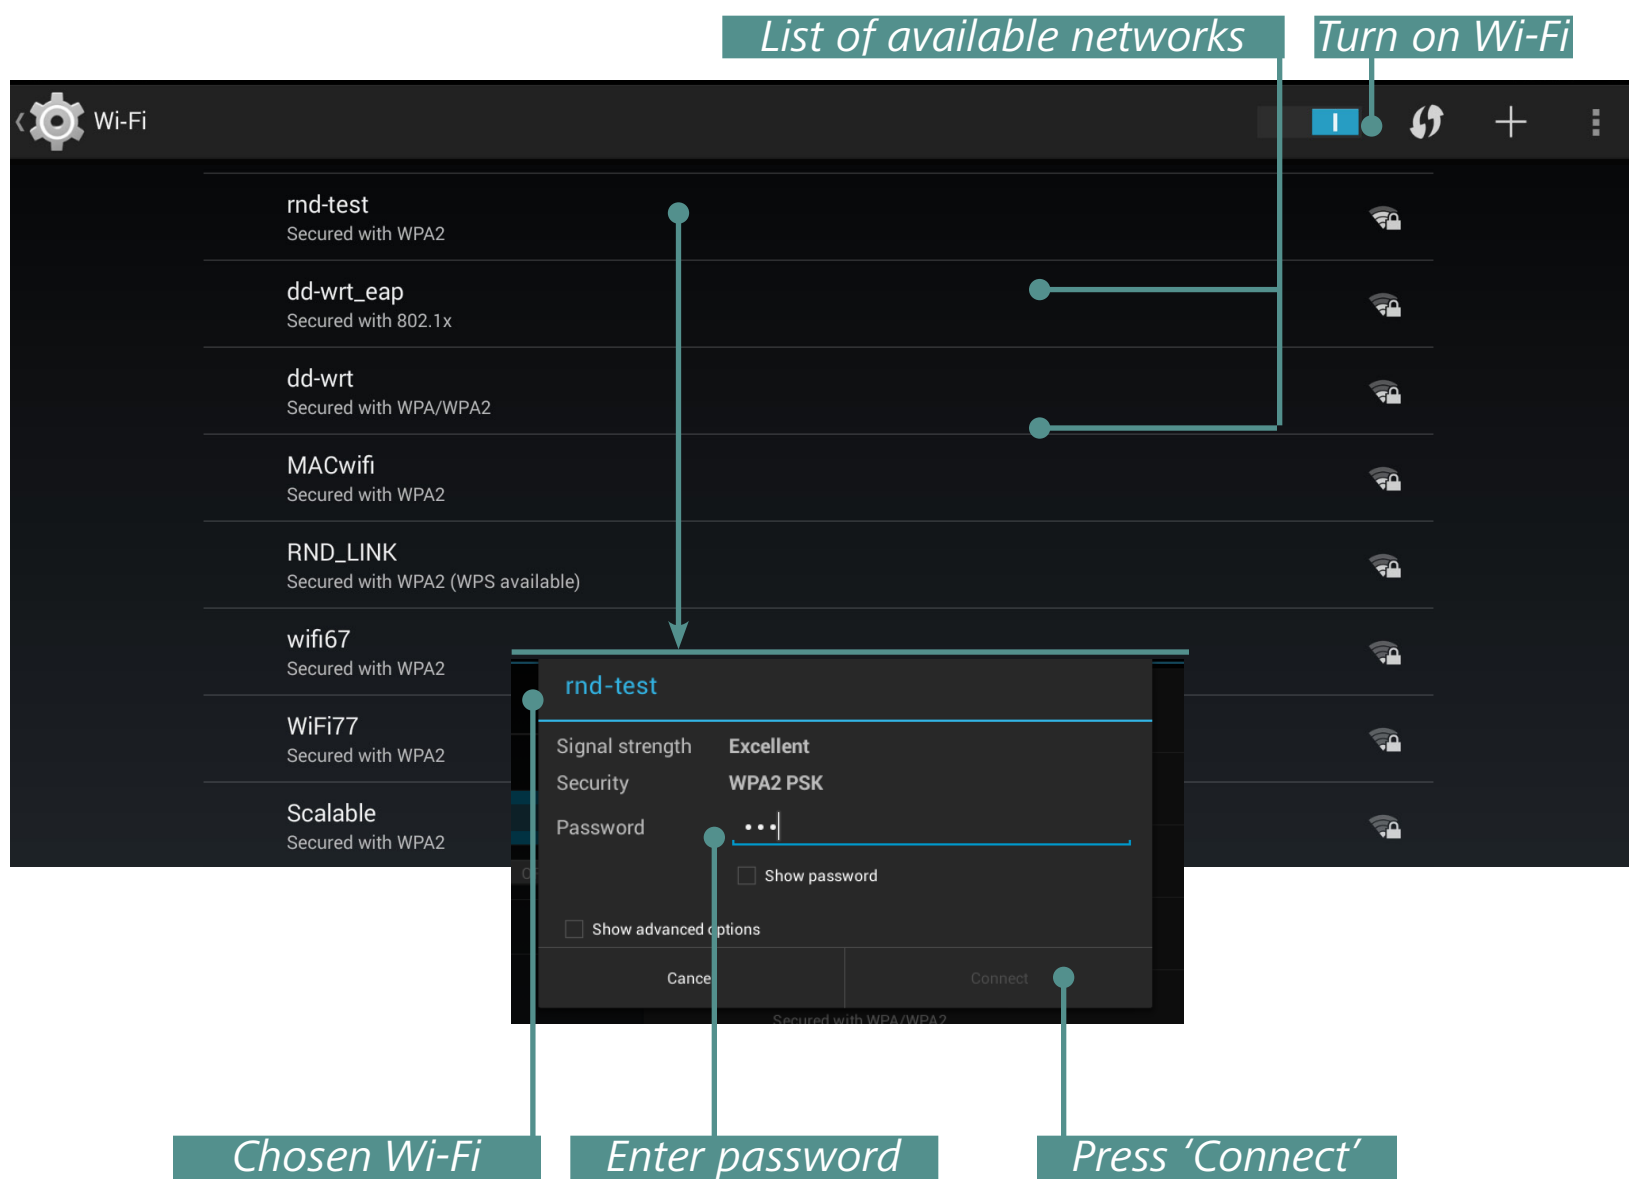 List of available networks
Turn on Wi-Fi
Wi-Fi
rnd-test
Secured with WPA2
dd-wrt_eap
Secured with 802.1x
dd-wrt
Secured with WPA/WPA2
MACwifi
Secured with WPA2
RND_LINK
Secured with WPA2 (WPS available)
wifi67
Secured with WPA2
WiFi77
Secured with WPA2
Scalable
Secured with WPA2
rnd-test
Signal strength Excellent
Security WPA2 PSK
Password •••
Show password
Show advanced options
Cancel Connect
Secured with WPA/WPA2
Chosen Wi-Fi
Enter password
Press ‘Connect’